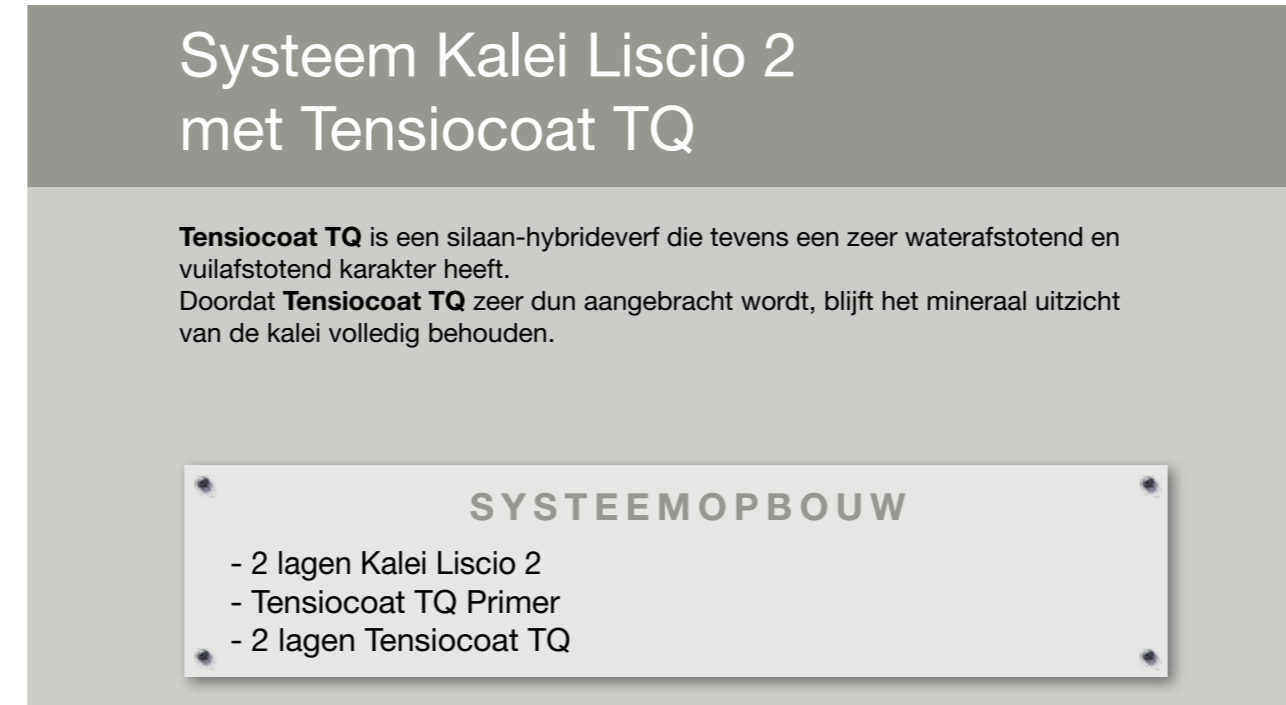 Systeem Kalei Liscio 2
met Tensiocoat TQ
Tensiocoat TQ is een silaan-hybrideverf die tevens een zeer waterafstotend en
vuilafstotend karakter heeft.
Doordat Tensiocoat TQ zeer dun aangebracht wordt, blijft het mineraal uitzicht
van de kalei volledig behouden.
SYSTEEMOPBOUW
- 2 lagen Kalei Liscio 2
- Tensiocoat TQ Primer
- 2 lagen Tensiocoat TQ